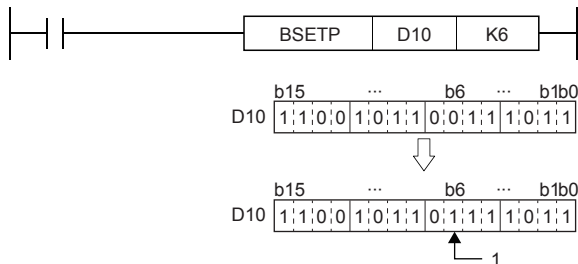 BSETP D10 K6
b15 ... b6 ... b1b0
D10 1 1 0 0 1 0 1 1 0 0 1 1 1 0 1 1
b15 ... b6 ... b1b0
D10 1 1 0 0 1 0 1 1 0 1 1 1 1 0 1 1
1